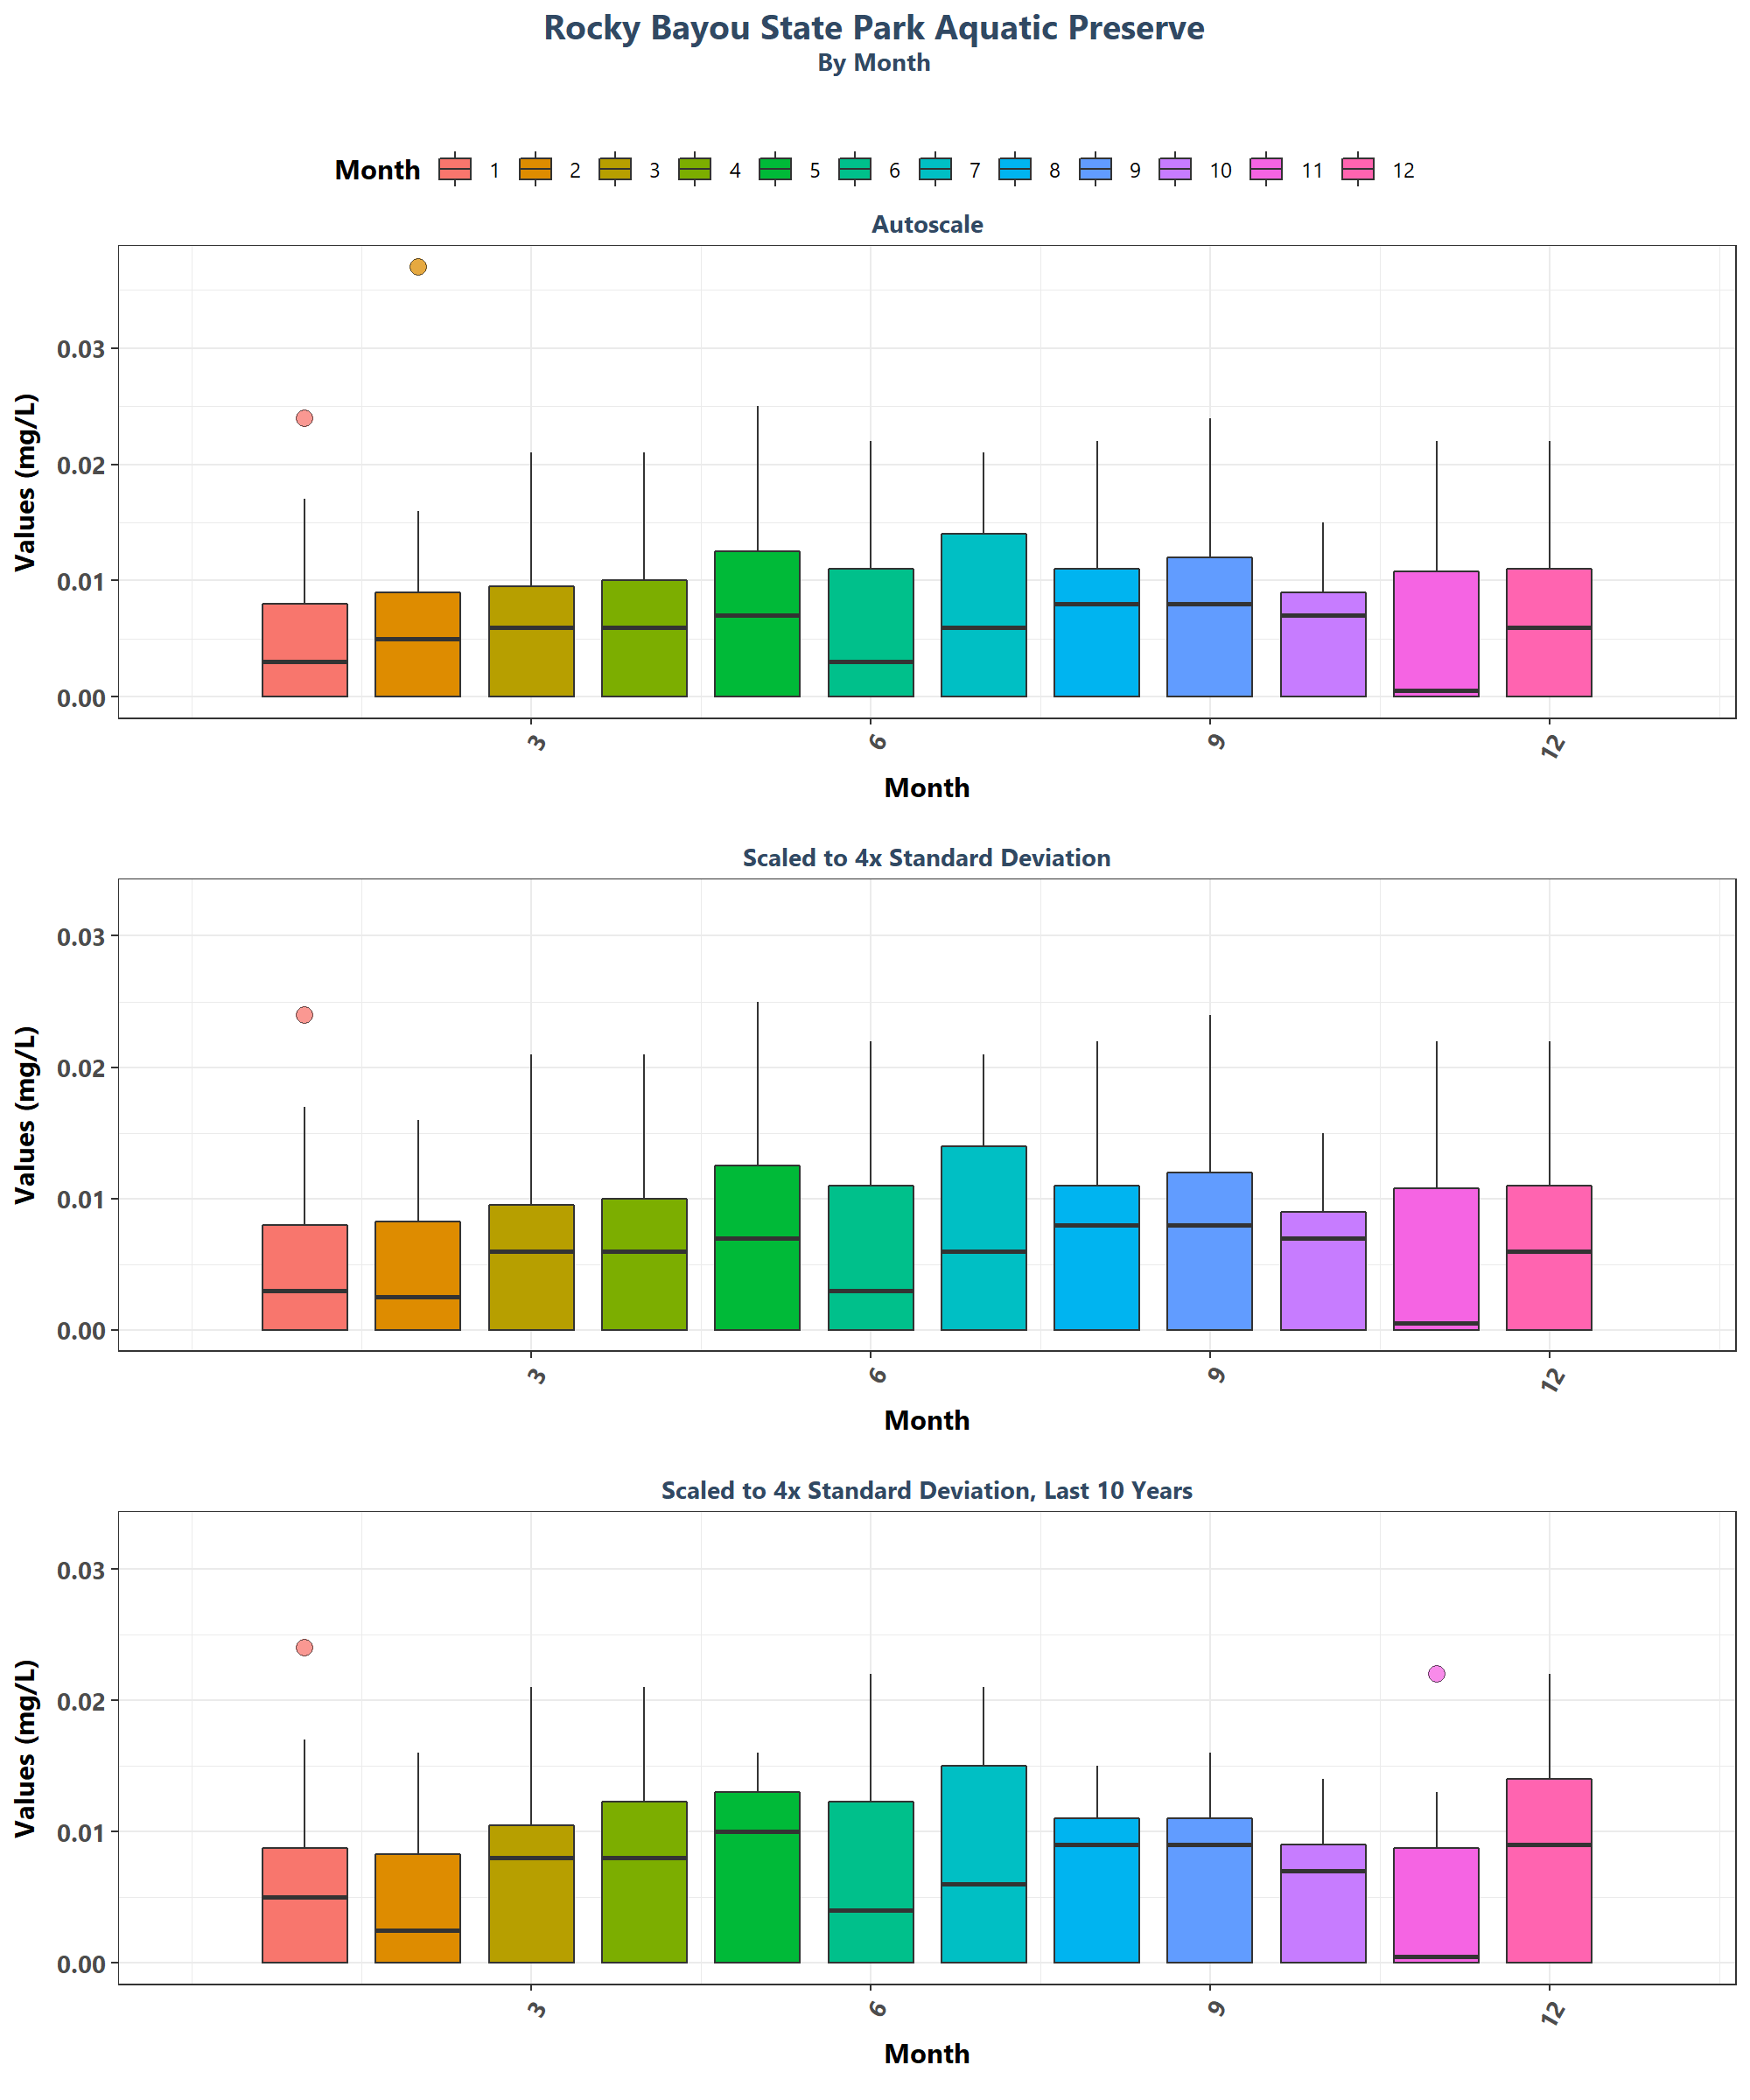 Rocky Bayou State Park Aquatic Preserve
By Month
Month 1 2 3 4 5 6 7 8 9 10 11 12
Autoscale
Values (mg/L)
0.03
0.02
0.01
0.00
3 6 9 12
Month
Scaled to 4x Standard Deviation
Values (mg/L)
0.03
0.02
0.01
0.00
3 6 9 12
Month
Scaled to 4x Standard Deviation, Last 10 Years
Values (mg/L)
0.03
0.02
0.01
0.00
3 6 9 12
Month